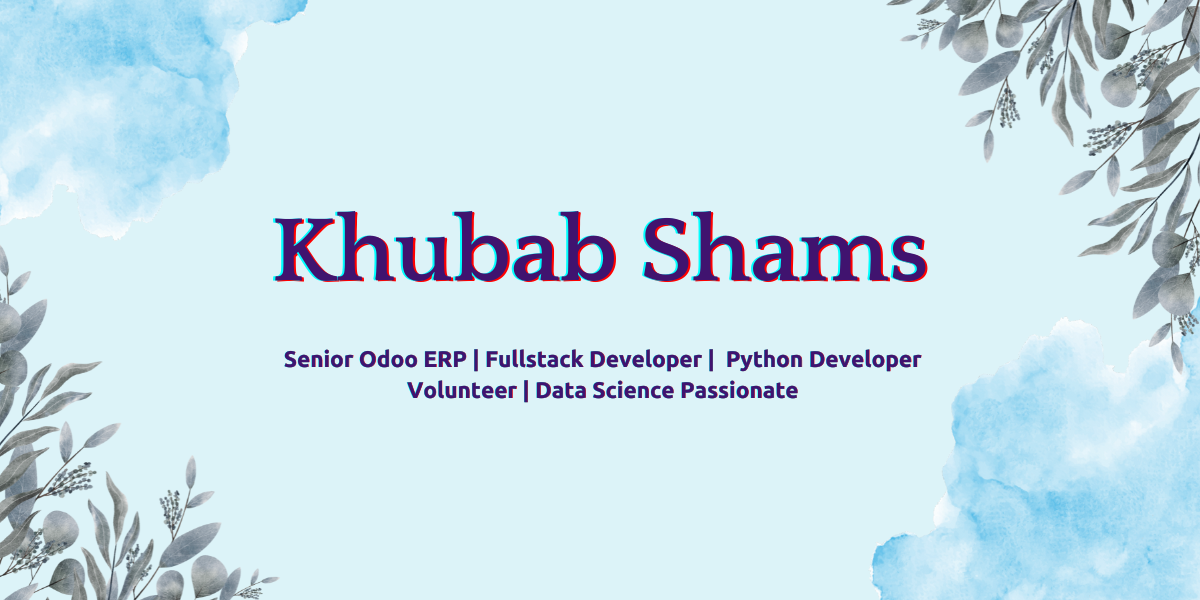 Khubab Shams
Senior Odoo ERP | Fullstack Developer | Python Developer
Volunteer | Data Science Passionate